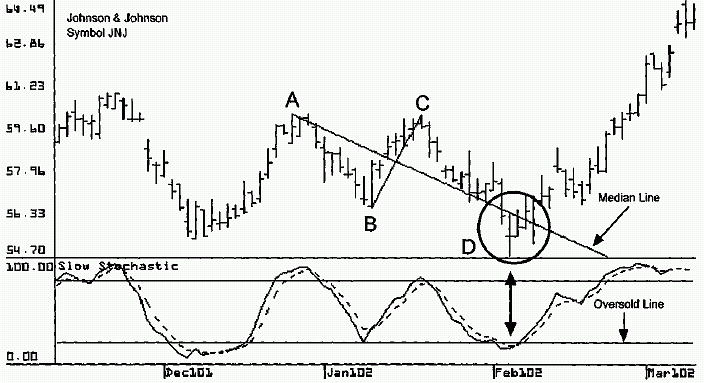 64.49
Johnson & Johnson
Symbol JNJ
62.86
61.23
A
C
59.60
57.96
Median Line
56.33
B
D
54.70
100.00 Slow Stochastic
Oversold Line
0.00
Dec101
Jan102
Feb102
Mar102